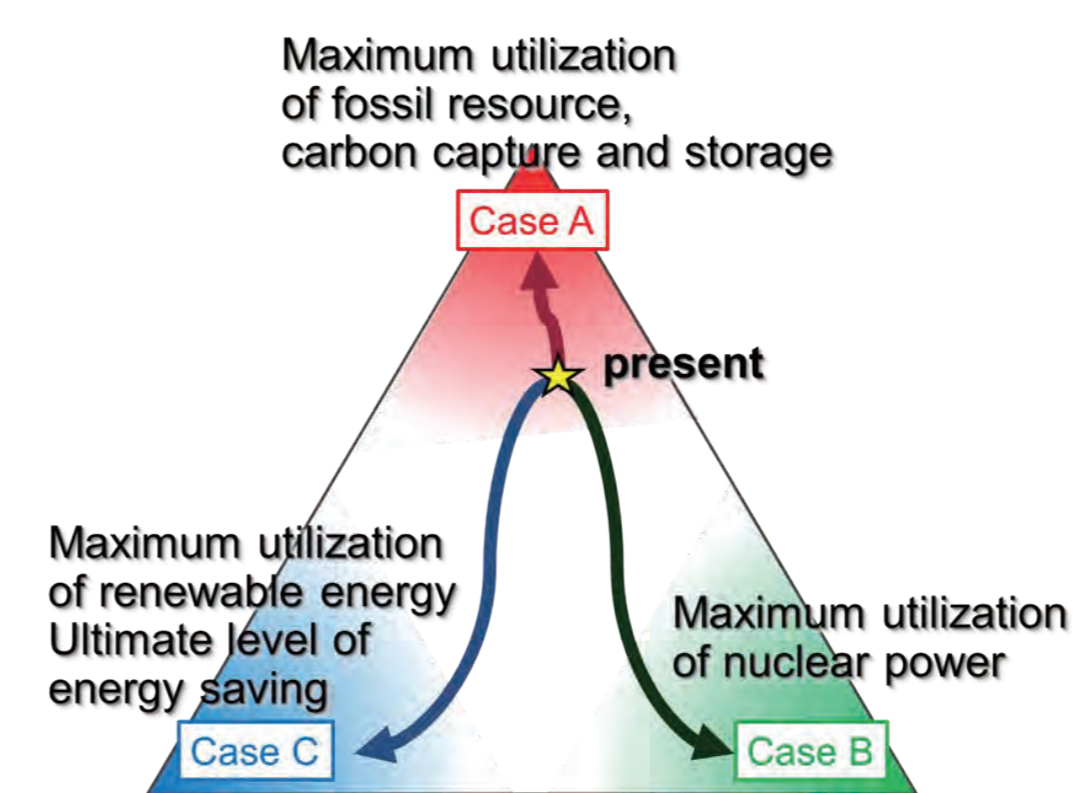 Maximum utilization
of fossil resource,
carbon capture and storage
Case A
present
Maximum utilization
of renewable energy
Ultimate level of
energy saving
Case C
Maximum utilization
of nuclear power
Case B